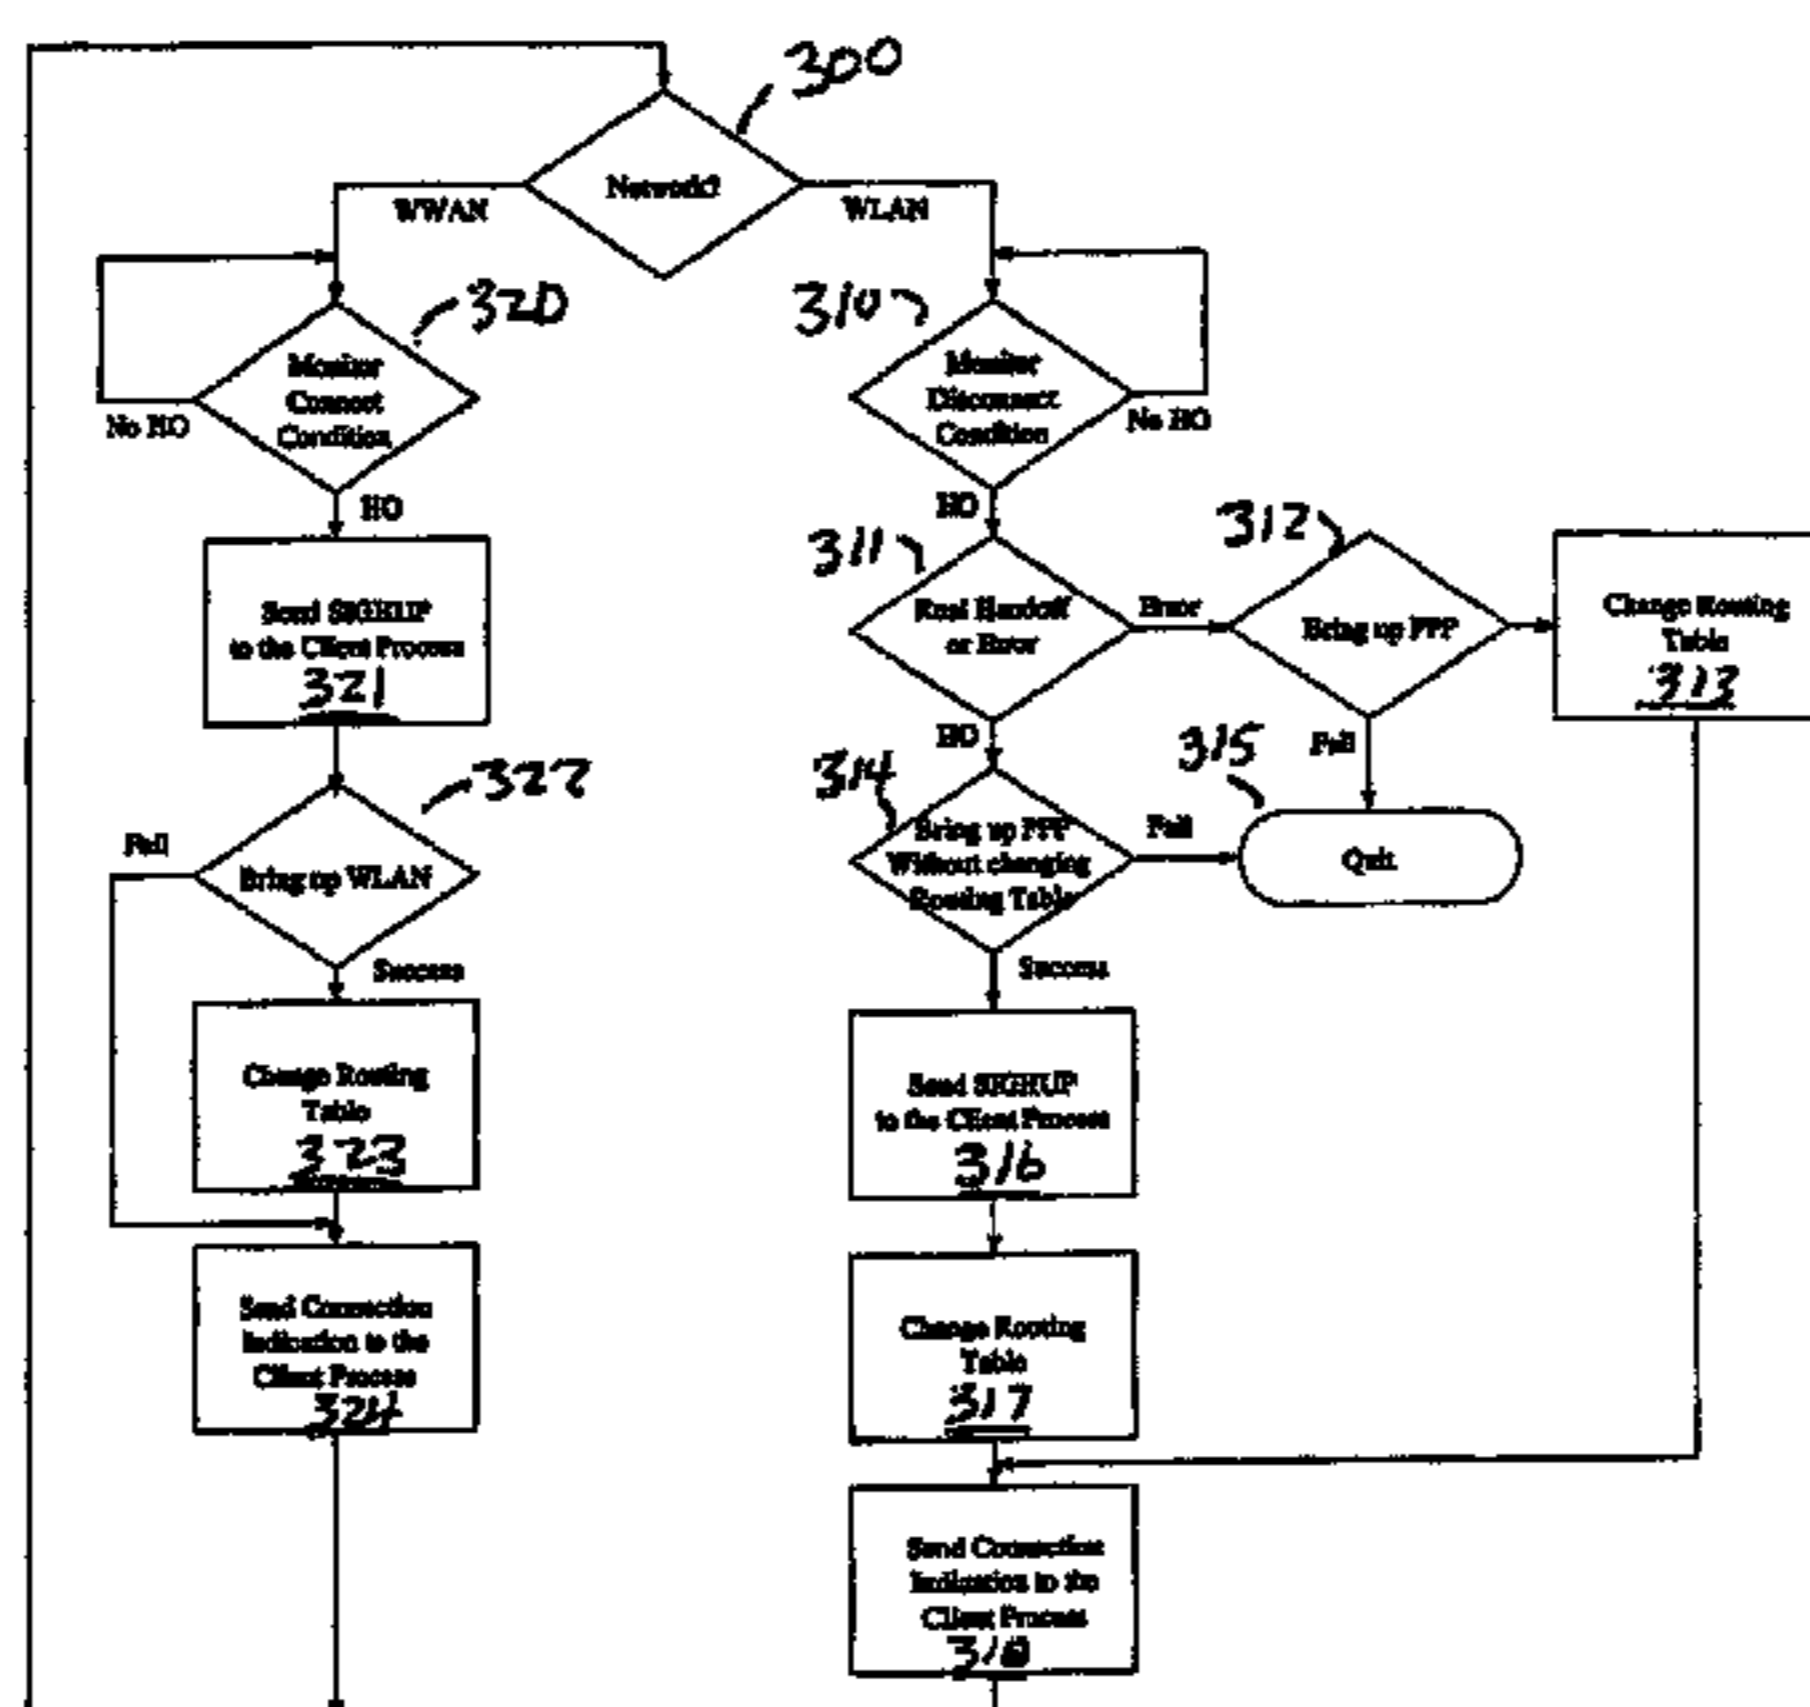 300
Network?
WWAN
WLAN
320
310
Monitor
Connect
Condition
No HO
Monitor
Disconnect
Condition
No HO
HO
HO
311
312
Send SIGHUP
to the Client Process
321
Real Handoff
or Error
Error
Bring up PPP
Change Routing
Table
313
HO
Fail
322
314
315
Fail
Bring up WLAN
Success
Bring up PPP
Without changing
Routing Table
Fail
Quit
Success
Change Routing
Table
323
Send SIGHUP
to the Client Process
316
Send Connection
Indication to the
Client Process
324
Change Routing
Table
317
Send Connection
Indication to the
Client Process